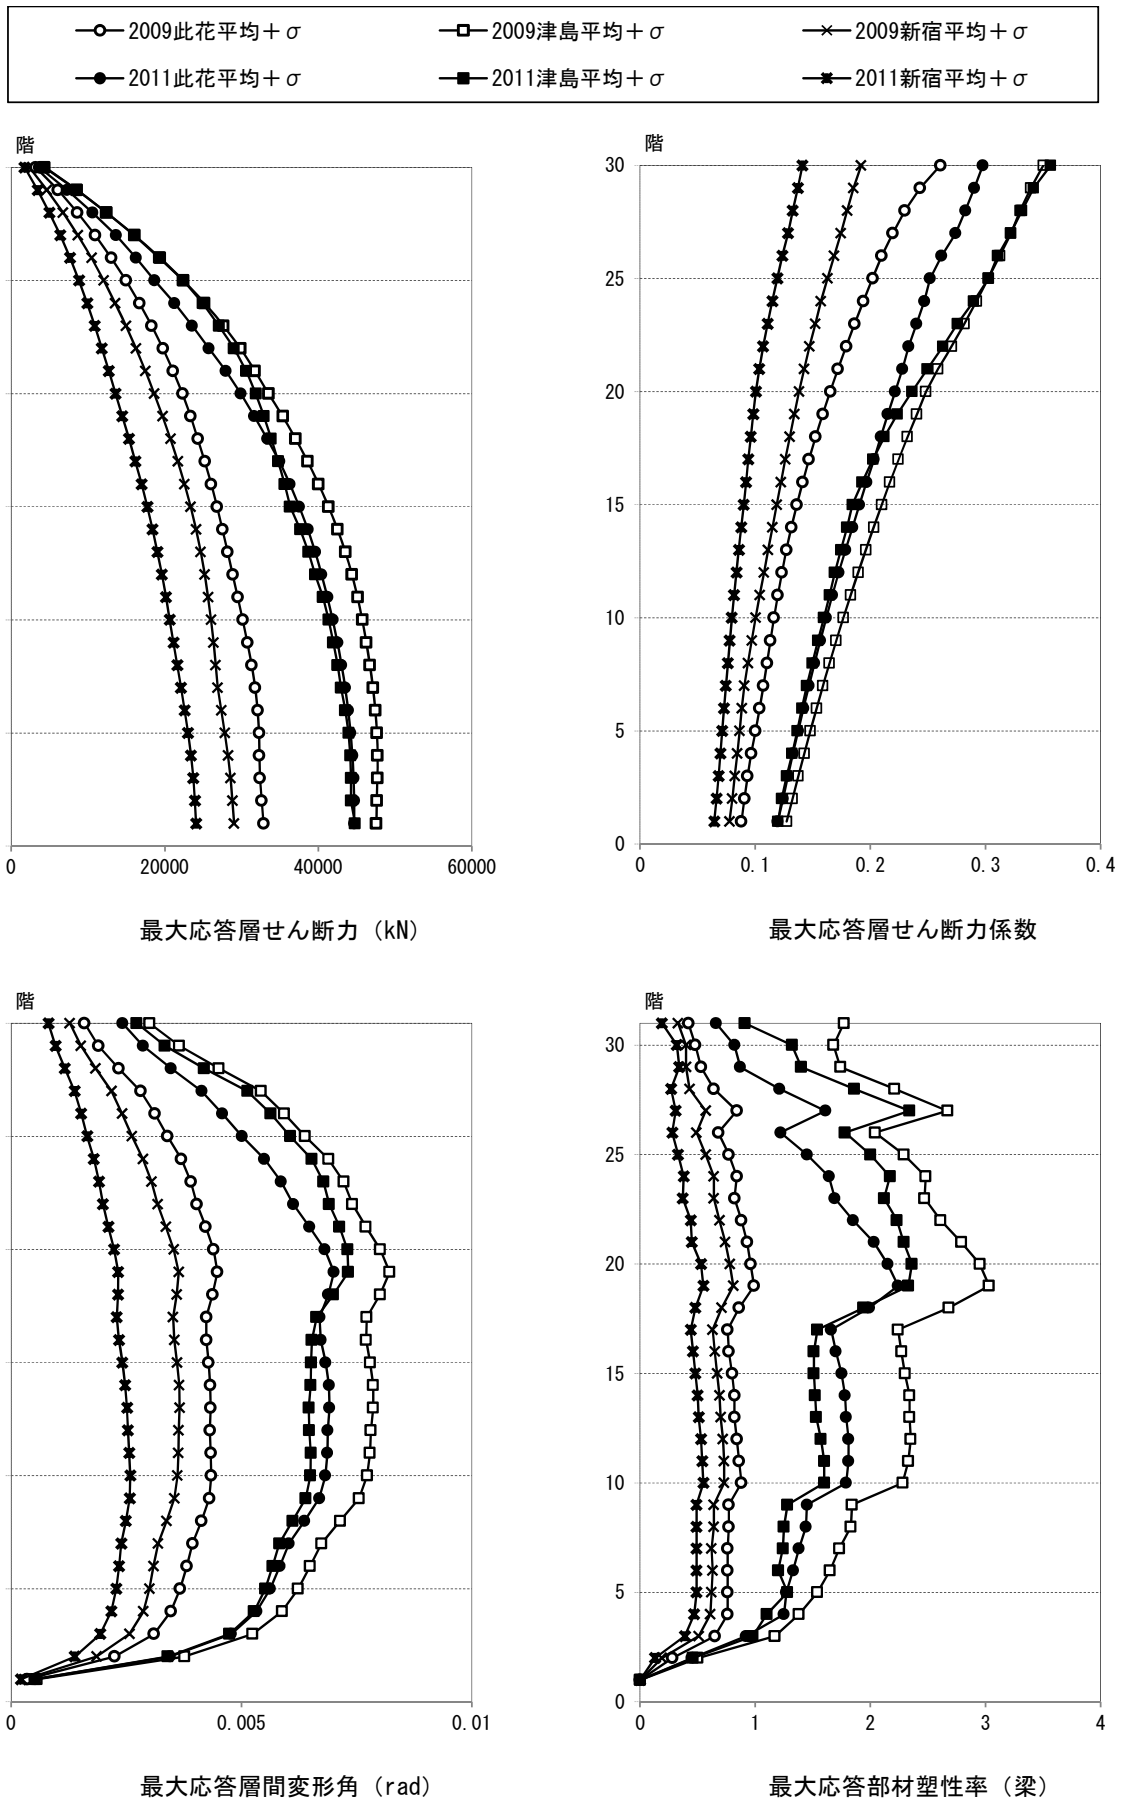 2009此花平均＋σ 2009津島平均＋σ 2009新宿平均＋σ
2011此花平均＋σ 2011津島平均＋σ 2011新宿平均＋σ
階
0 20000 40000 60000
最大応答層せん断力（kN）
階
30
25
20
15
10
5
0
0 0.1 0.2 0.3 0.4
最大応答層せん断力係数
階
0 0.005 0.01
最大応答層間変形角（rad）
階
30
25
20
15
10
5
0
0 1 2 3 4
最大応答部材塑性率（梁）